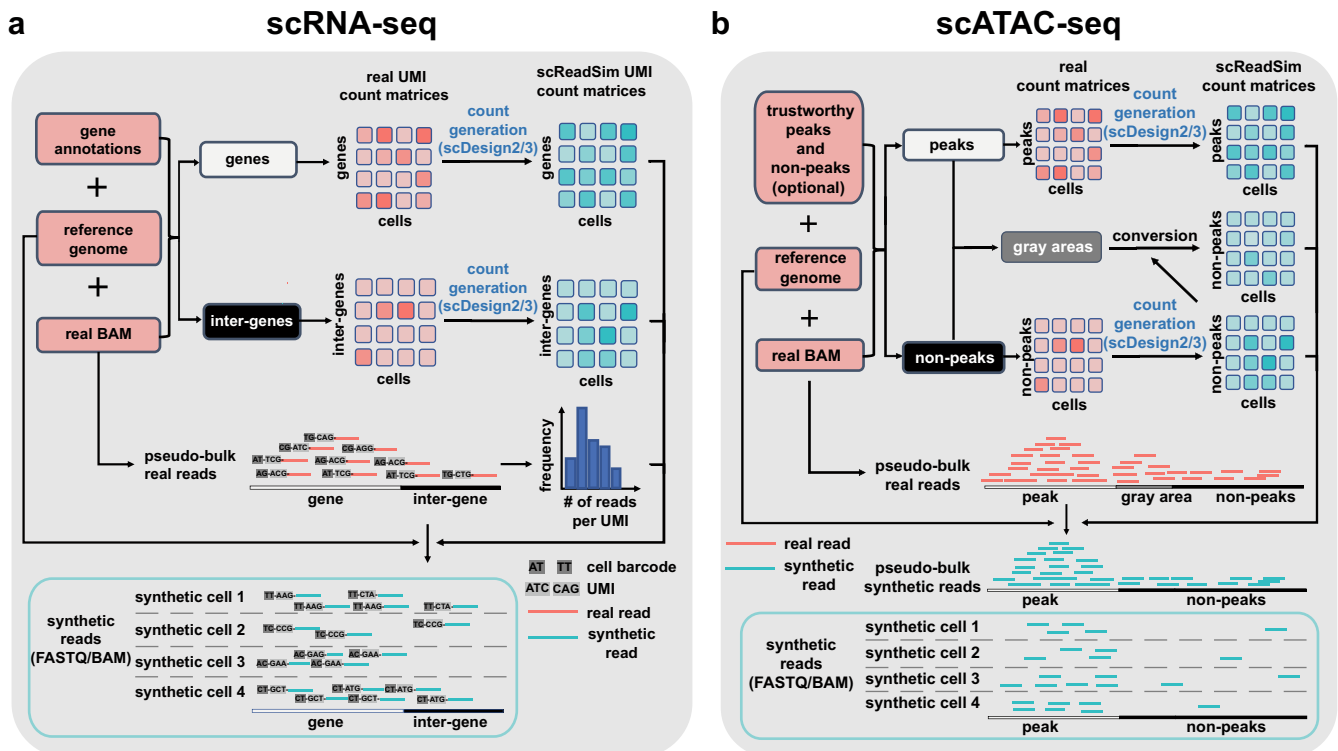 a
scRNA-seq
gene
annotations
+
reference
genome
+
real BAM
genes
inter-genes
real UMI
count matrices
genes
cells
count
generation
(scDesign2/3)
scReadSim UMI
count matrices
genes
cells
inter-genes
cells
count
generation
(scDesign2/3)
inter-genes
cells
pseudo-bulk
real reads
TG-CAG
CG-ATC
CG-AGG
AT-TCG
AG-ACG
AG-ACG
AG-ACG
AT-TCG
AT-TCG
TG-CTG
gene
inter-gene
frequency
# of reads
per UMI
AT TT cell barcode
ATC CAG UMI
real read
synthetic
read
synthetic
reads
(FASTQ/BAM)
synthetic cell 1
TT-AAG
TT-CTA
TT-AAG
TT-AAG
TT-CTA
synthetic cell 2
TC-CCG
TC-CCG
TC-CCG
synthetic cell 3
AC-GAG
AC-GAA
AC-GAA
AC-GAA
synthetic cell 4
CT-GCT
CT-ATG
CT-ATG
CT-GCT
CT-GCT
CT-ATG
gene
inter-gene
b
scATAC-seq
trustworthy
peaks
and
non-peaks
(optional)
+
reference
genome
+
real BAM
peaks
gray areas
non-peaks
real
count matrices
peaks
cells
count
generation
(scDesign2/3)
scReadSim
count matrices
peaks
cells
conversion
non-peaks
cells
non-peaks
cells
count
generation
(scDesign2/3)
non-peaks
cells
pseudo-bulk
real reads
peak
gray area
non-peaks
real read
synthetic
read
pseudo-bulk
synthetic reads
peak
non-peaks
synthetic
reads
(FASTQ/BAM)
synthetic cell 1
synthetic cell 2
synthetic cell 3
synthetic cell 4
peak
non-peaks